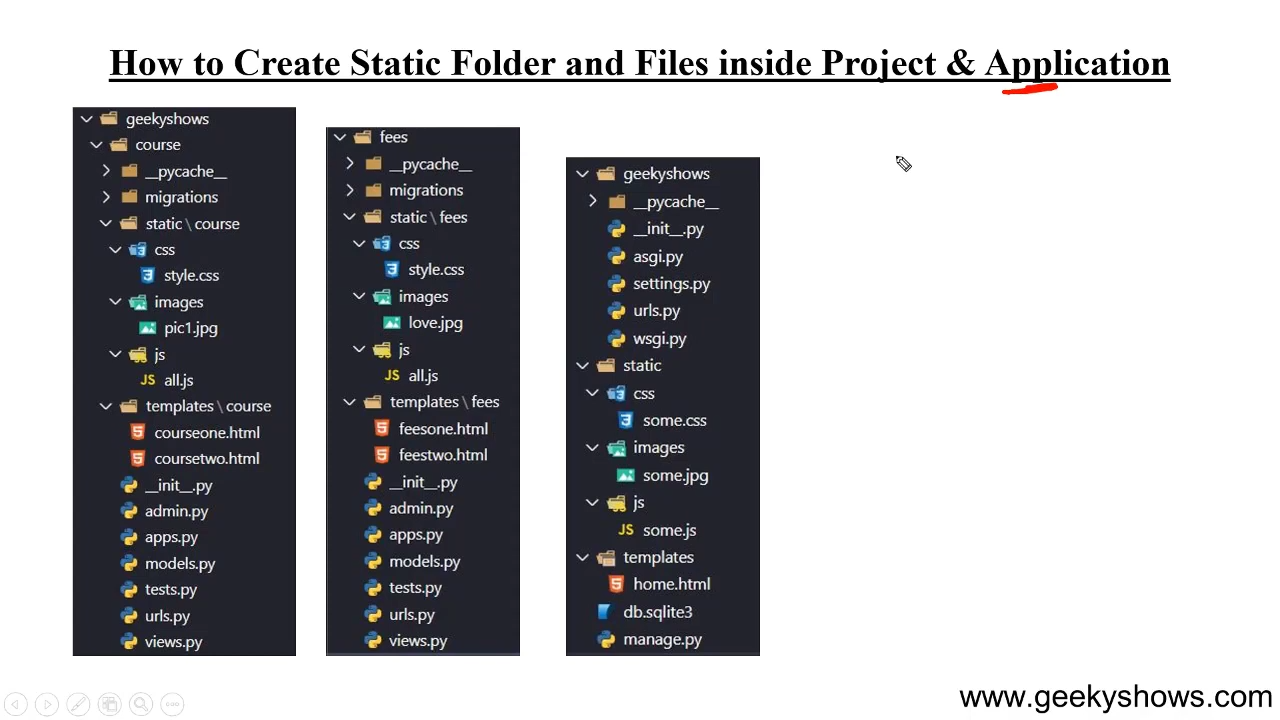 How to Create Static Folder and Files inside Project & Application
geekyshows
course
__pycache__
migrations
static \ course
css
style.css
images
pic1.jpg
js
JS all.js
templates \ course
courseone.html
coursetwo.html
__init__.py
admin.py
apps.py
models.py
tests.py
urls.py
views.py
fees
__pycache__
migrations
static \ fees
css
style.css
images
love.jpg
js
JS all.js
templates \ fees
feesone.html
feestwo.html
__init__.py
admin.py
apps.py
models.py
tests.py
urls.py
views.py
geekyshows
__pycache__
__init__.py
asgi.py
settings.py
urls.py
wsgi.py
static
css
some.css
images
some.jpg
js
JS some.js
templates
home.html
db.sqlite3
manage.py
www.geekyshows.com